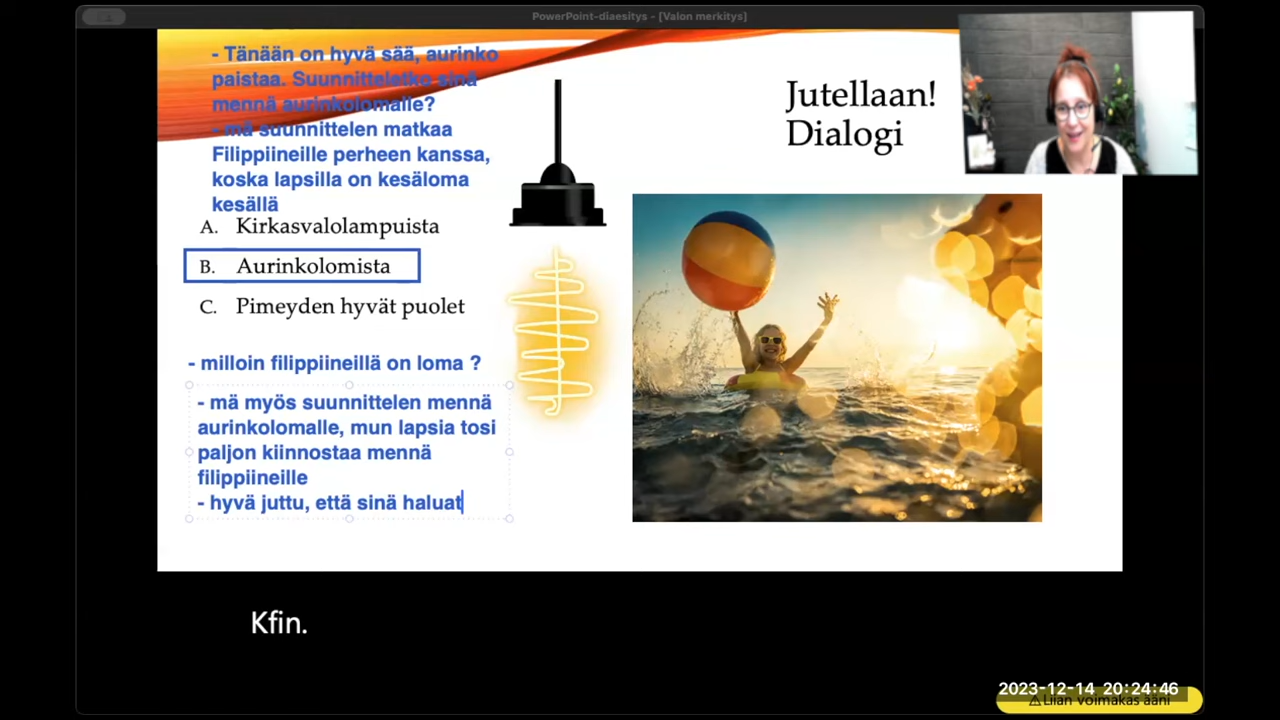 PowerPoint-diaesitys - [Valon merkitys]
- Tänään on hyvä sää, aurinko
paistaa. Suunnitteletko sinä
mennä aurinkolomalle?
- mä suunnittelen matkaa
Filippiineille perheen kanssa,
koska lapsilla on kesäloma
kesällä
Jutellaan!
Dialogi
A. Kirkasvalolampuista
B. Aurinkolomista
C. Pimeyden hyvät puolet
- milloin filippiineillä on loma ?
- mä myös suunnittelen mennä
aurinkolomalle, mun lapsia tosi
paljon kiinnostaa mennä
filippiineille
- hyvä juttu, että sinä haluat
Kfin.
2023-12-14 20:24:46
Liian voimakas ääni